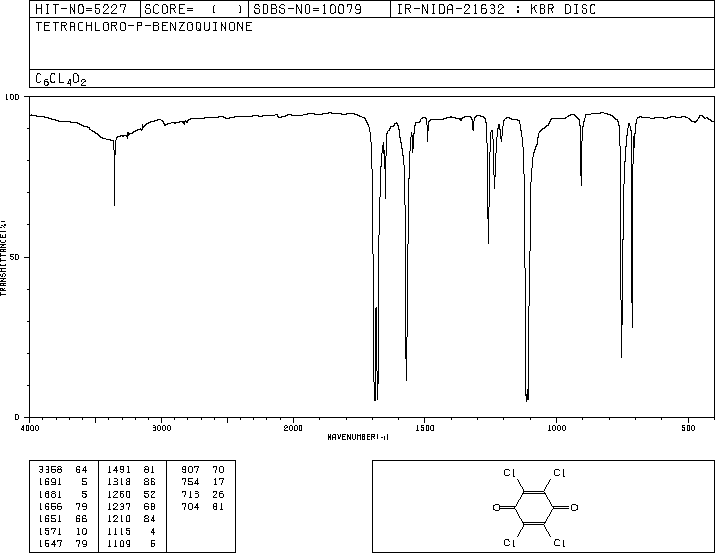 HIT-NO=5227 SCORE= ( ) SDBS-NO=10079 IR-NIDA-21632 : KBR DISC
TETRACHLORO-P-BENZOQUINONE
C6CL4O2
100
50
0
TRANSMITTANCE(%)
4000 3000 2000 1500 1000 500
WAVENUMBER(-1)
3358 64 1491 81 907 70
1691 5 1318 86 754 17
1681 5 1260 52 713 26
1656 79 1237 68 704 81
1651 66 1210 84
1571 10 1115 4
1547 79 1109 5
Cl Cl
O O
Cl Cl